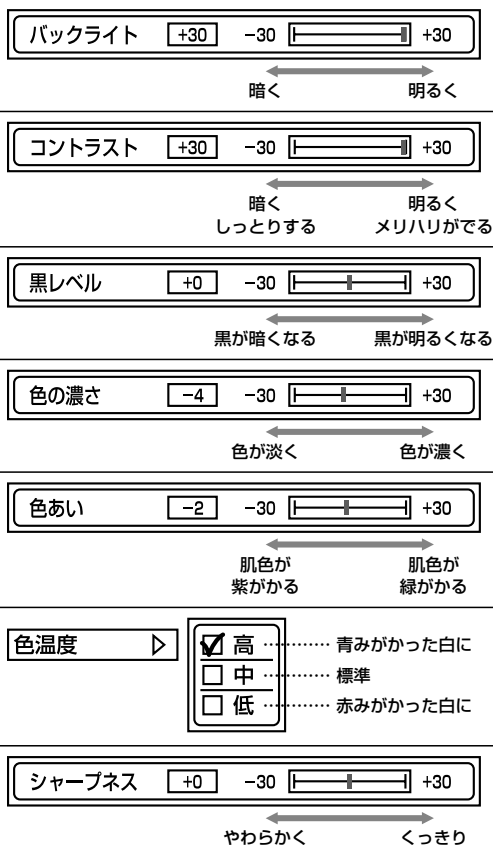 バックライト +30 −30 +30
暗く 明るく
コントラスト +30 −30 +30
暗く 明るく
しっとりする メリハリがでる
黒レベル +0 −30 +30
黒が暗くなる 黒が明るくなる
色の濃さ −4 −30 +30
色が淡く 色が濃く
色あい −2 −30 +30
肌色が 肌色が
紫がかる 緑がかる
色温度 高 ………… 青みがかった白に
中 ………… 標準
低 ………… 赤みがかった白に
シャープネス +0 −30 +30
やわらかく くっきり